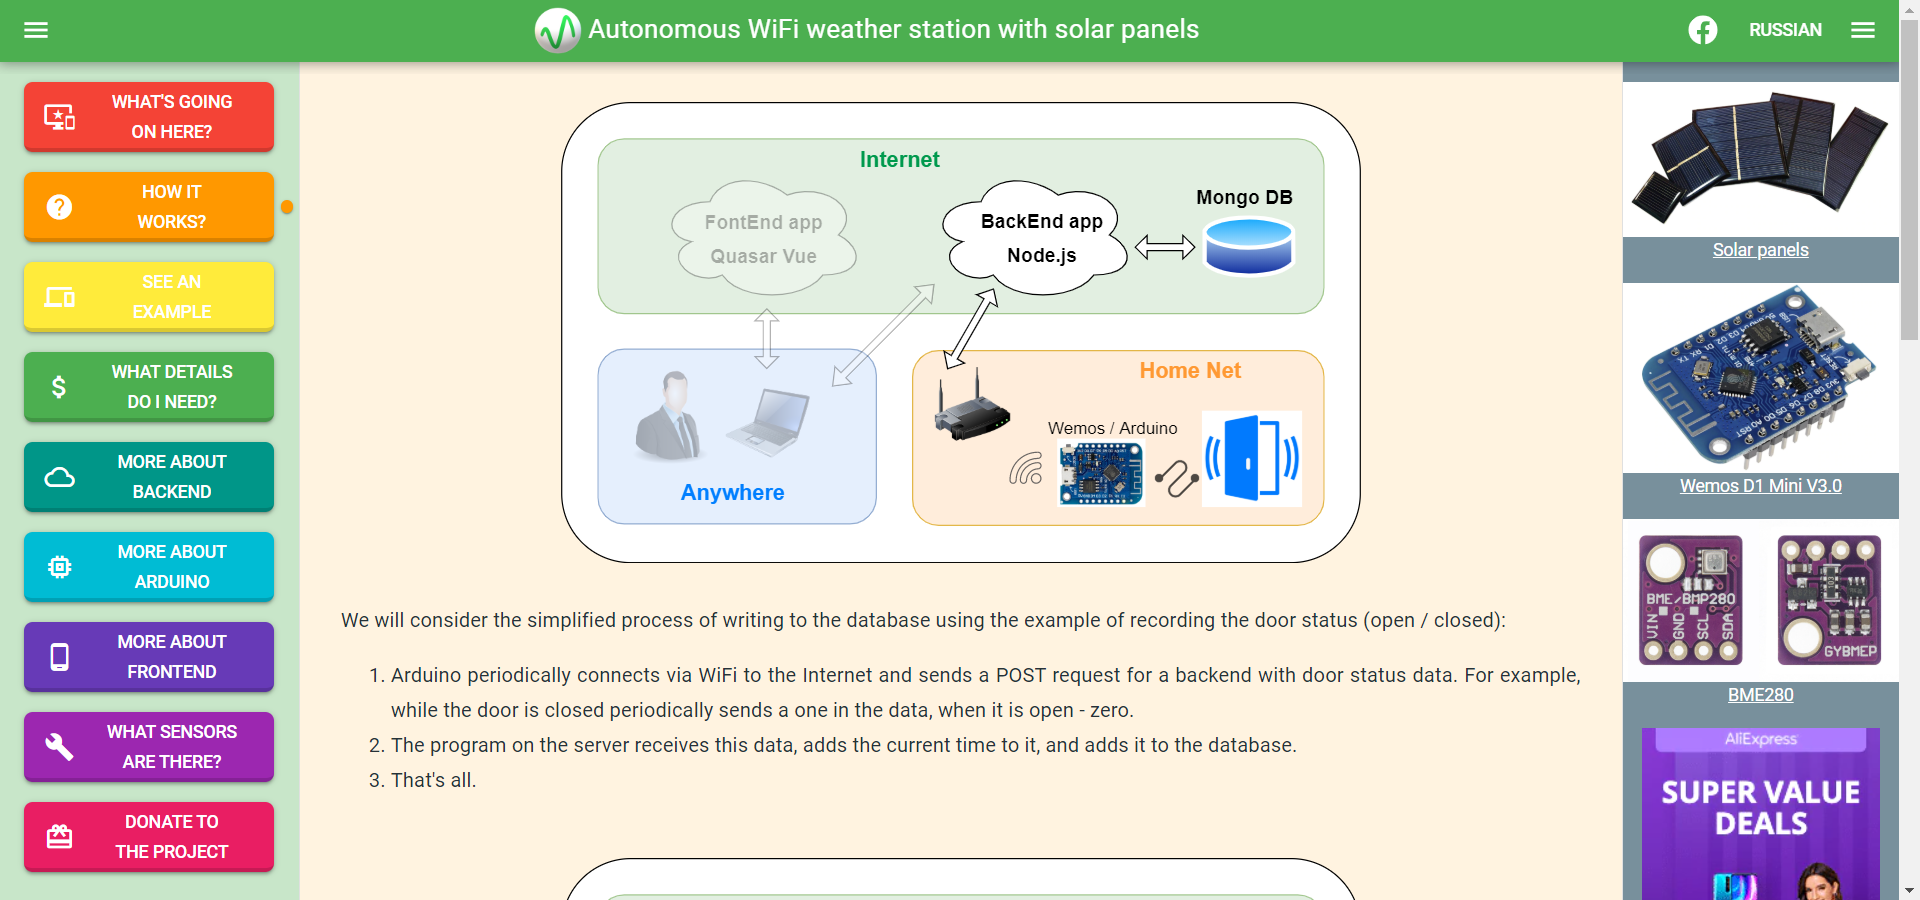 Autonomous WiFi weather station with solar panels
RUSSIAN
WHAT'S GOING
ON HERE?
HOW IT
WORKS?
SEE AN
EXAMPLE
WHAT DETAILS
DO I NEED?
MORE ABOUT
BACKEND
MORE ABOUT
ARDUINO
MORE ABOUT
FRONTEND
WHAT SENSORS
ARE THERE?
DONATE TO
THE PROJECT
Internet
FontEnd app
Quasar Vue
BackEnd app
Node.js
Mongo DB
Anywhere
Home Net
Wemos / Arduino
We will consider the simplified process of writing to the database using the example of recording the door status (open / closed):
1. Arduino periodically connects via WiFi to the Internet and sends a POST request for a backend with door status data. For example,
while the door is closed periodically sends a one in the data, when it is open - zero.
2. The program on the server receives this data, adds the current time to it, and adds it to the database.
3. That's all.
Solar panels
Wemos D1 Mini V3.0
BME/BMP280
VIN
GND
SCL
SDA
GYBMEP
BME280
AliExpress
SUPER VALUE
DEALS